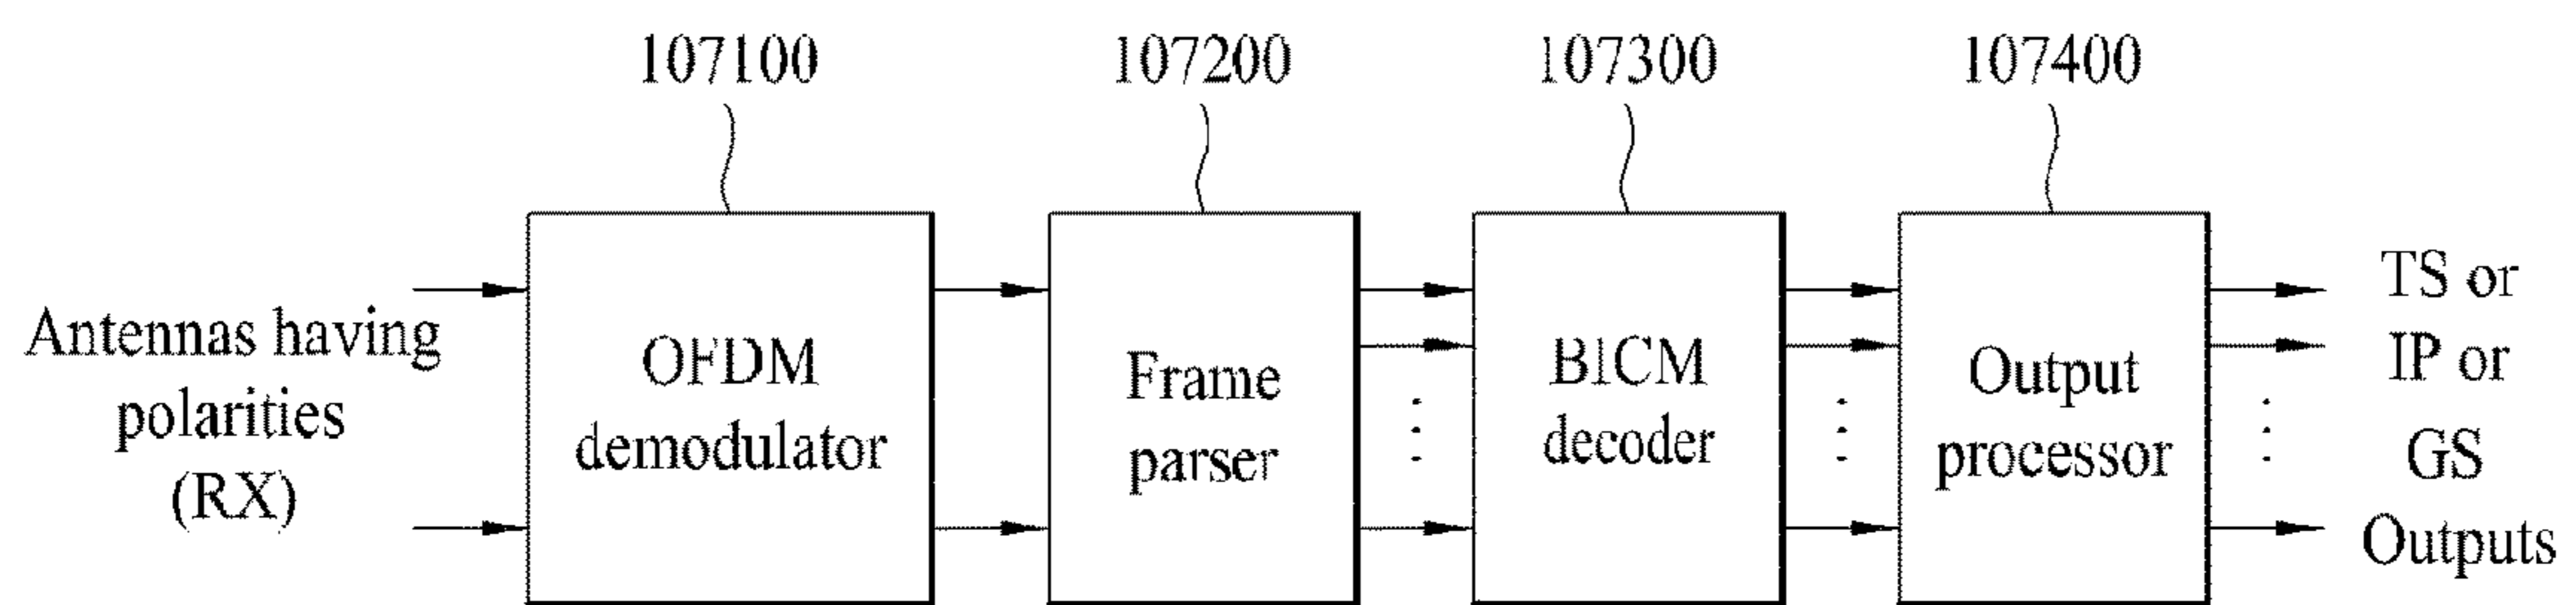 107100
107200
107300
107400
Antennas having
polarities
(RX)
OFDM
demodulator
Frame
parser
BICM
decoder
Output
processor
TS or
IP or
GS
Outputs